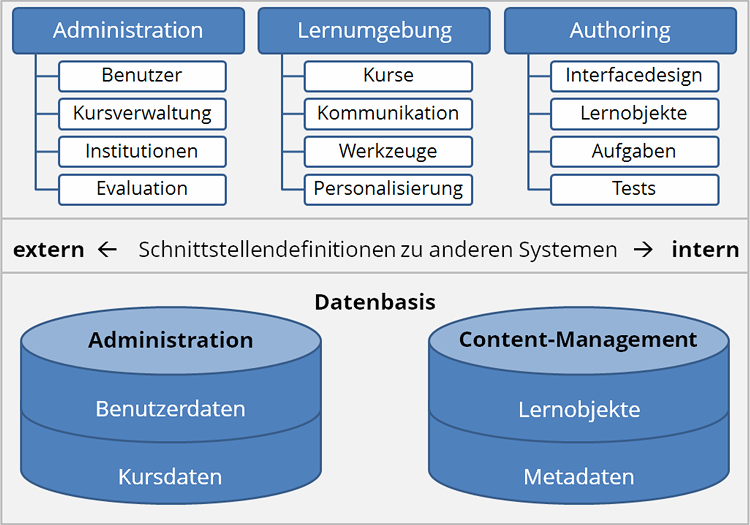 Administration
Benutzer
Kursverwaltung
Institutionen
Evaluation
Lernumgebung
Kurse
Kommunikation
Werkzeuge
Personalisierung
Authoring
Interfacedesign
Lernobjekte
Aufgaben
Tests
extern ← Schnittstellendefinitionen zu anderen Systemen → intern
Datenbasis
Administration
Benutzerdaten
Kursdaten
Content-Management
Lernobjekte
Metadaten